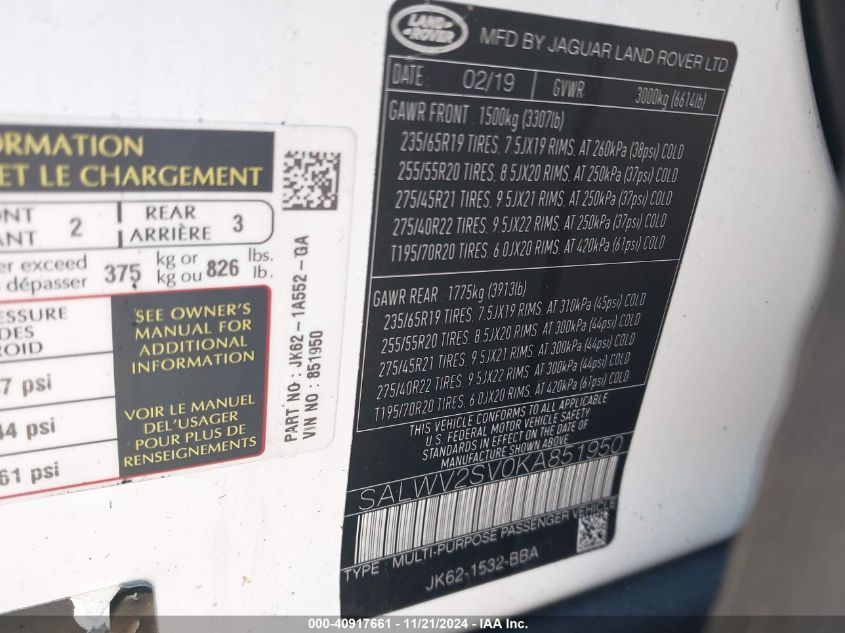 ORMATION
ET LE CHARGEMENT
ONT
ANT 2
REAR
ARRIÈRE 3
er exceed
s dépasser 375 kg or
kg ou 826 lbs.
lb.
ESSURE
DES
ROID
7 psi
44 psi
61 psi
SEE OWNER'S
MANUAL FOR
ADDITIONAL
INFORMATION
VOIR LE MANUEL
DEL'USAGER
POUR PLUS DE
RENSEIGNEMENTS
PART NO : JK62-1A552-GA
VIN NO : 851950
LAND ROVER
MFD BY JAGUAR LAND ROVER LTD
DATE: 02/19 GVWR: 3000kg (6614lb)
GAWR FRONT: 1500kg (3307lb)
235/65R19 TIRES, 7.5JX19 RIMS, AT 260kPa (38psi) COLD
255/55R20 TIRES, 8.5JX20 RIMS, AT 250kPa (37psi) COLD
275/45R21 TIRES, 9.5JX21 RIMS, AT 250kPa (37psi) COLD
275/40R22 TIRES, 9.5JX22 RIMS, AT 250kPa (37psi) COLD
T195/70R20 TIRES, 6.0JX20 RIMS, AT 420kPa (61psi) COLD
GAWR REAR: 1775kg (3913lb)
235/65R19 TIRES, 7.5JX19 RIMS, AT 310kPa (45psi) COLD
255/55R20 TIRES, 8.5JX20 RIMS, AT 300kPa (44psi) COLD
275/45R21 TIRES, 9.5JX21 RIMS, AT 300kPa (44psi) COLD
275/40R22 TIRES, 9.5JX22 RIMS, AT 300kPa (44psi) COLD
T195/70R20 TIRES, 6.0JX20 RIMS, AT 420kPa (61psi) COLD
THIS VEHICLE CONFORMS TO ALL APPLICABLE
U.S. FEDERAL MOTOR VEHICLE SAFETY
STANDARDS IN EFFECT ON THE DATE OF
MANUFACTURE SHOWN ABOVE
SALWV2SV0KA851950
TYPE: MULTI-PURPOSE PASSENGER VEHICLE
JK62-1532-BBA
000-40917661 - 11/21/2024 - IAA Inc.